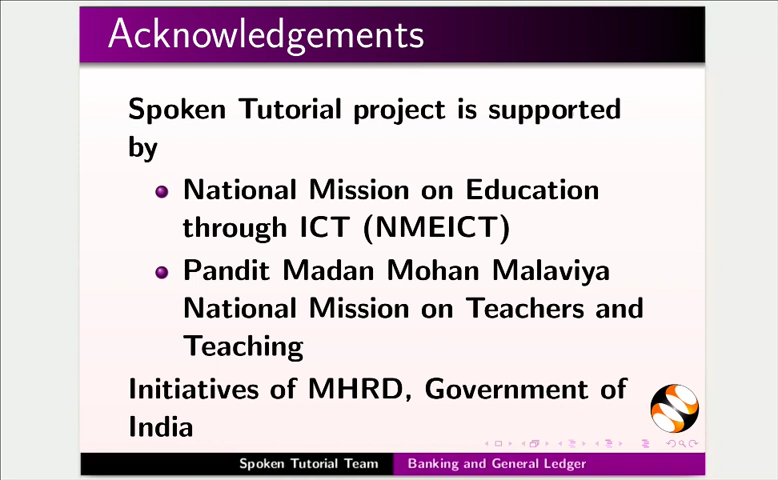 Acknowledgements
Spoken Tutorial project is supported
by
National Mission on Education
through ICT (NMEICT)
Pandit Madan Mohan Malaviya
National Mission on Teachers and
Teaching
Initiatives of MHRD, Government of
India
Spoken Tutorial Team Banking and General Ledger